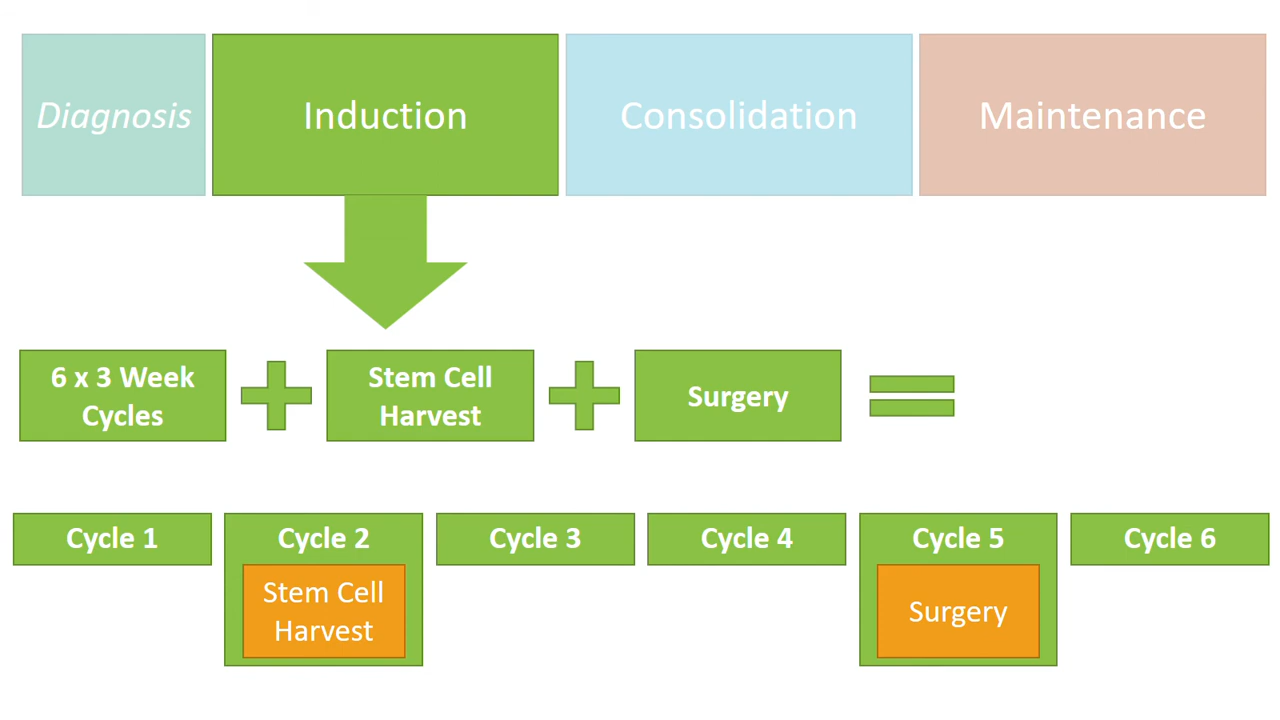 Diagnosis
Induction
Consolidation
Maintenance
6 x 3 Week
Cycles
Stem Cell
Harvest
Surgery
Cycle 1
Cycle 2
Cycle 3
Cycle 4
Cycle 5
Cycle 6
Stem Cell
Harvest
Surgery